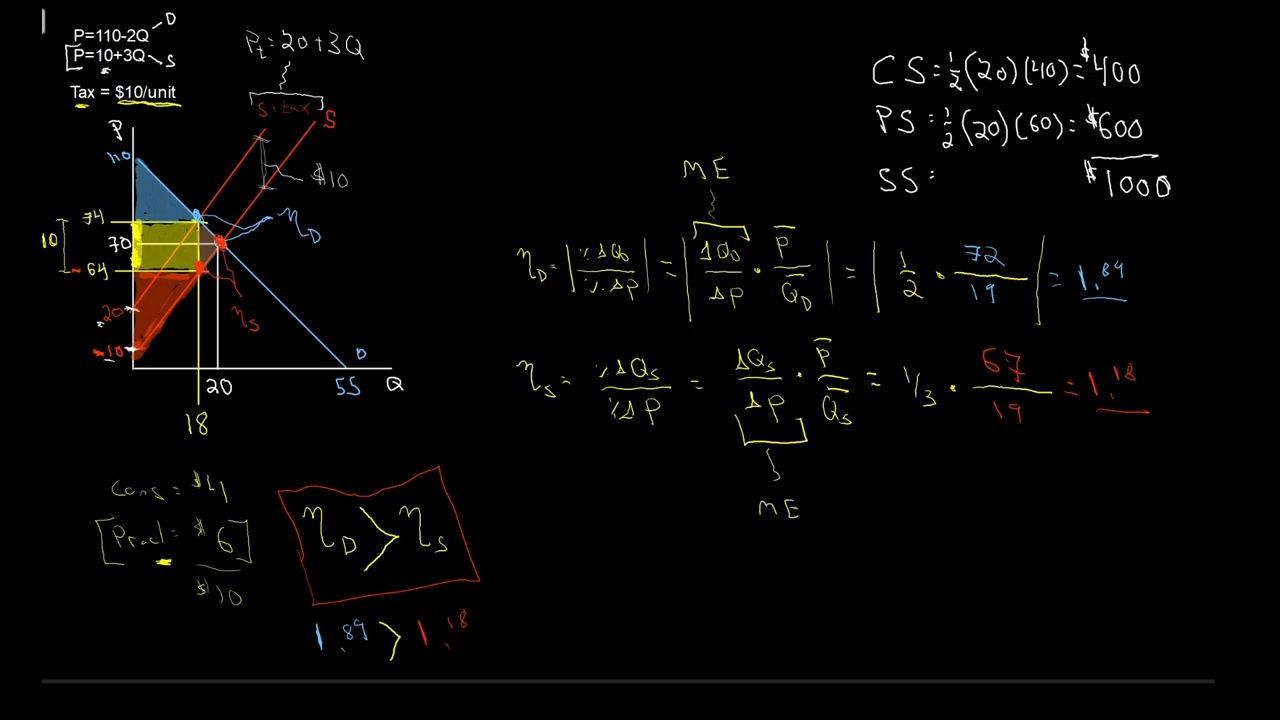 P=110-2Q D
P=10+3Q S
Tax = $10/unit
Pt = 20+3Q
S+tax S
P
110
$10
74
10
70
64
ηD
20
ηS
10
D
20 55 Q
18
CS = 1/2 (20)(40) = $400
PS = 1/2 (20)(60) = $600
SS = $1000
ME
ηD = |%ΔQD / %ΔP| = |ΔQD / ΔP · P̅ / Q̅D| = |1/2 · 72/19| = 1.89
ηS = %ΔQS / %ΔP = ΔQS / ΔP · P̅ / Q̅S = 1/3 · 67/19 = 1.18
ME
Cons = $4
[Prod = $6]
$10
ηD > ηS
1.89 > 1.18